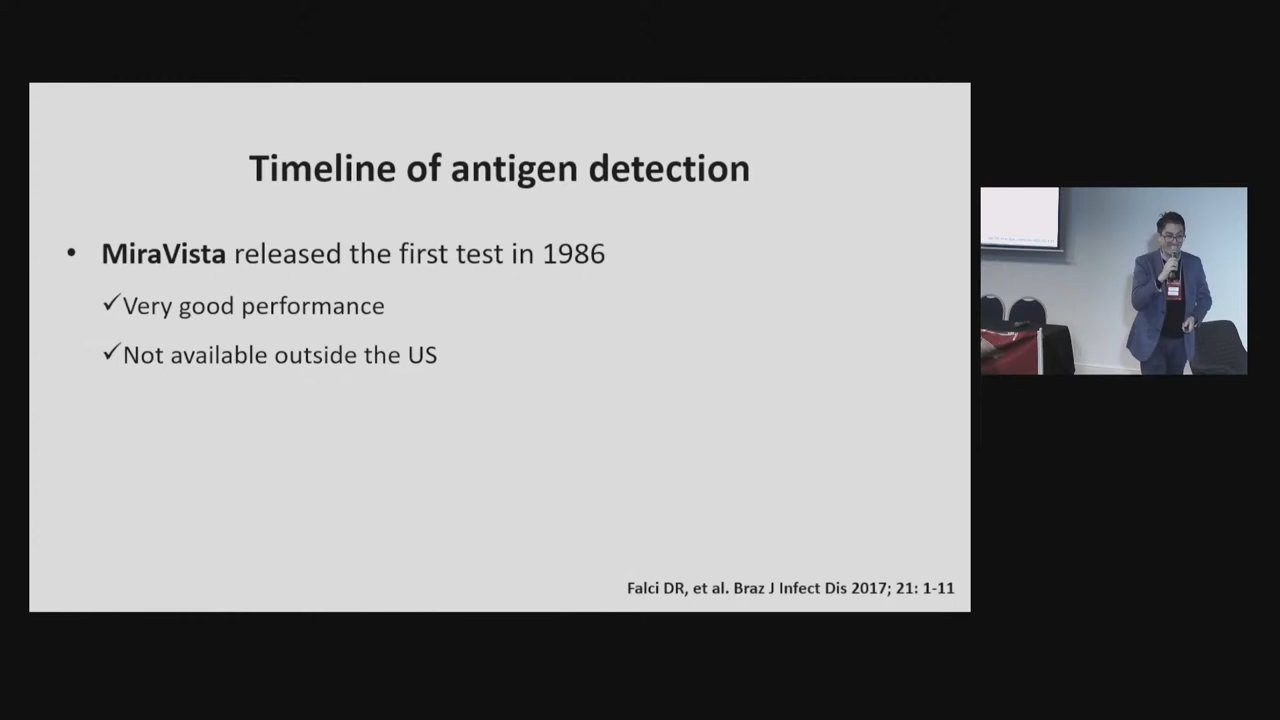 Timeline of antigen detection
• MiraVista released the first test in 1986
✓Very good performance
✓Not available outside the US
Falci DR, et al. Braz J Infect Dis 2017; 21: 1-11